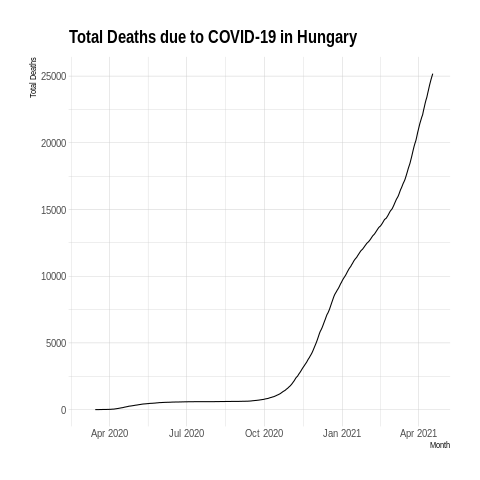 Total Deaths due to COVID-19 in Hungary
Total Deaths
25000
20000
15000
10000
5000
0
Apr 2020 Jul 2020 Oct 2020 Jan 2021 Apr 2021
Month